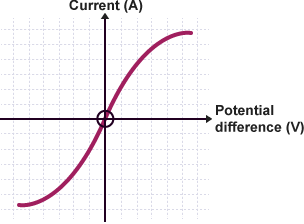 Current (A)
Potential
difference (V)